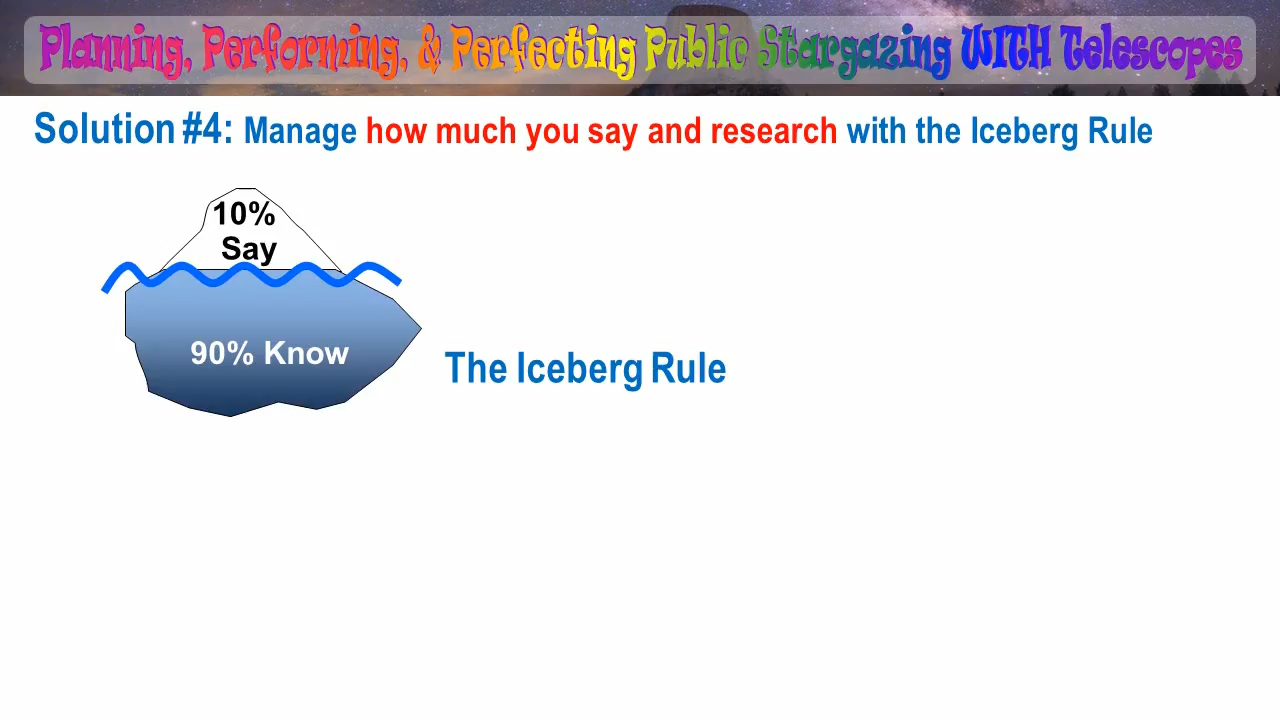 Planning, Performing, & Perfecting Public Stargazing WITH Telescopes
Solution #4: Manage how much you say and research with the Iceberg Rule
10%
Say
90% Know
The Iceberg Rule